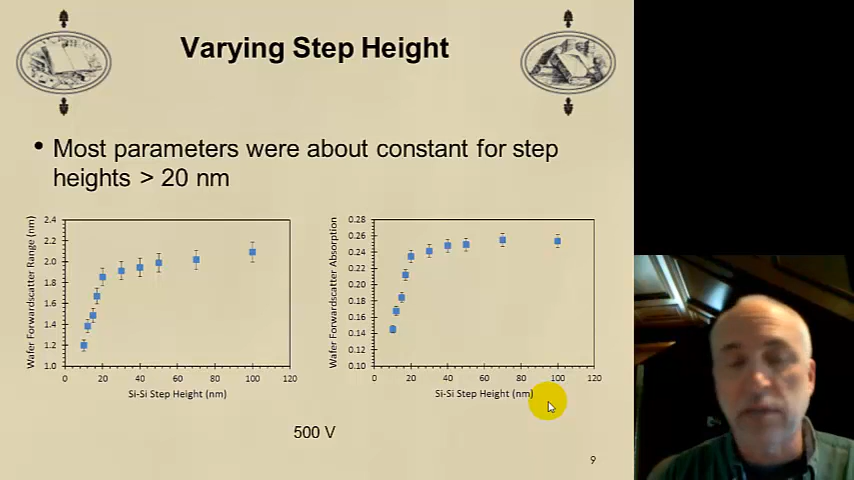 Varying Step Height
• Most parameters were about constant for step
heights > 20 nm
Wafer Forwardscatter Range (nm)
2.4
2.2
2.0
1.8
1.6
1.4
1.2
1.0
0 20 40 60 80 100 120
Si-Si Step Height (nm)
Wafer Forwardscatter Absorption
0.28
0.26
0.24
0.22
0.20
0.18
0.16
0.14
0.12
0.10
0 20 40 60 80 100 120
Si-Si Step Height (nm)
500 V
9